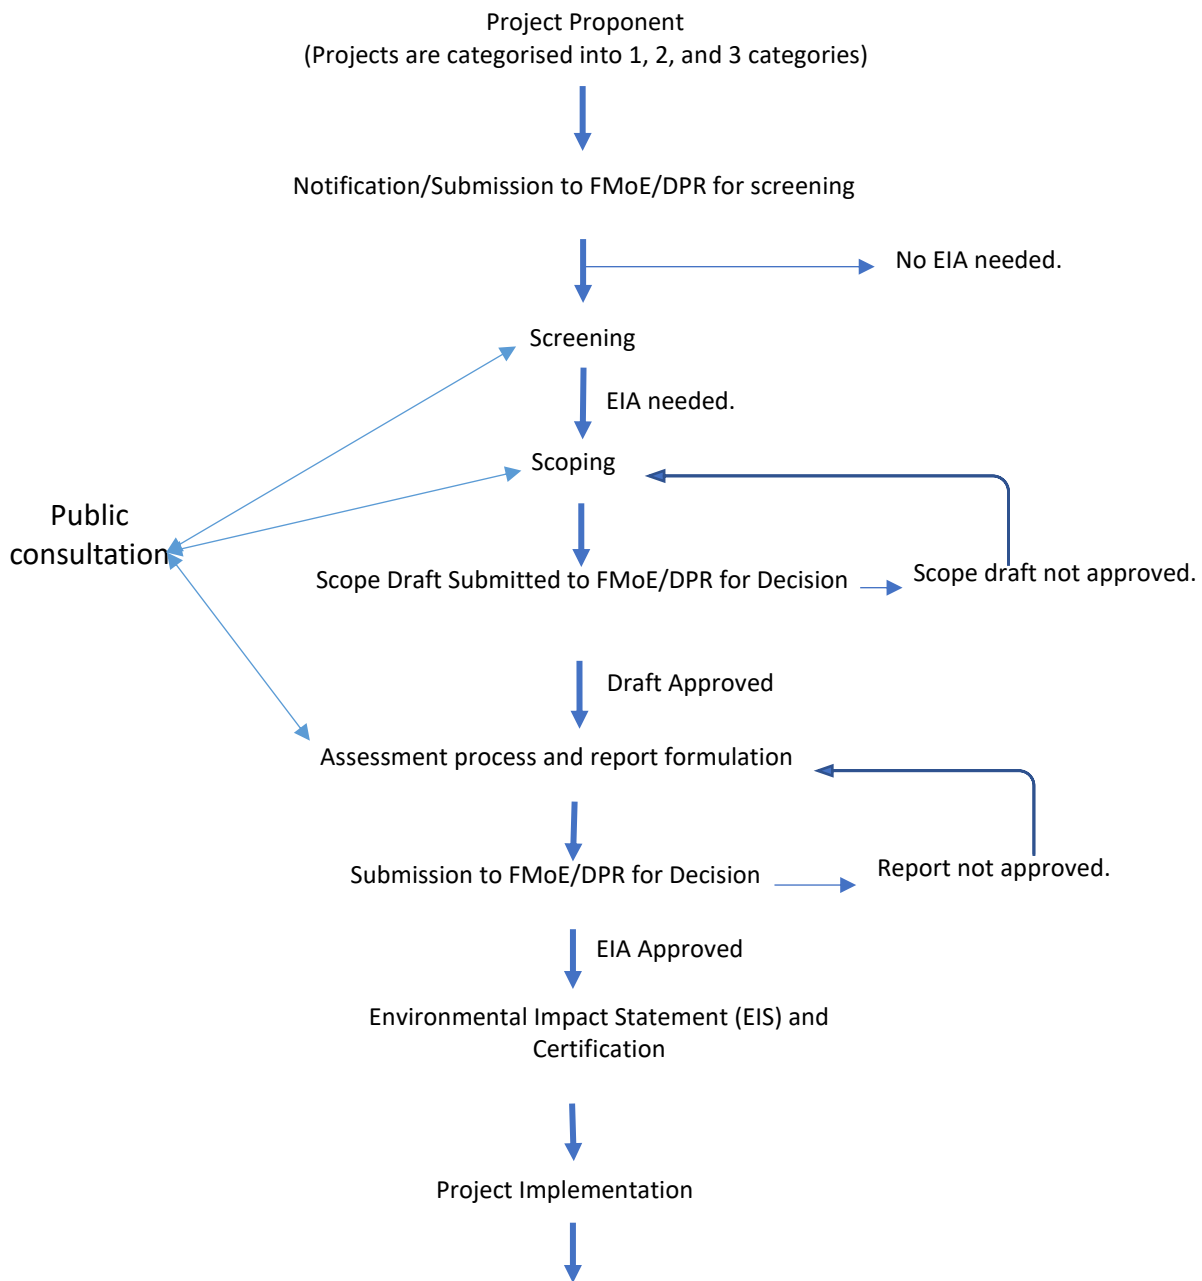 Project Proponent
(Projects are categorised into 1, 2, and 3 categories)
Notification/Submission to FMoE/DPR for screening
No EIA needed.
Screening
EIA needed.
Scoping
Public
consultation
Scope Draft Submitted to FMoE/DPR for Decision
Scope draft not approved.
Draft Approved
Assessment process and report formulation
Submission to FMoE/DPR for Decision
Report not approved.
EIA Approved
Environmental Impact Statement (EIS) and
Certification
Project Implementation